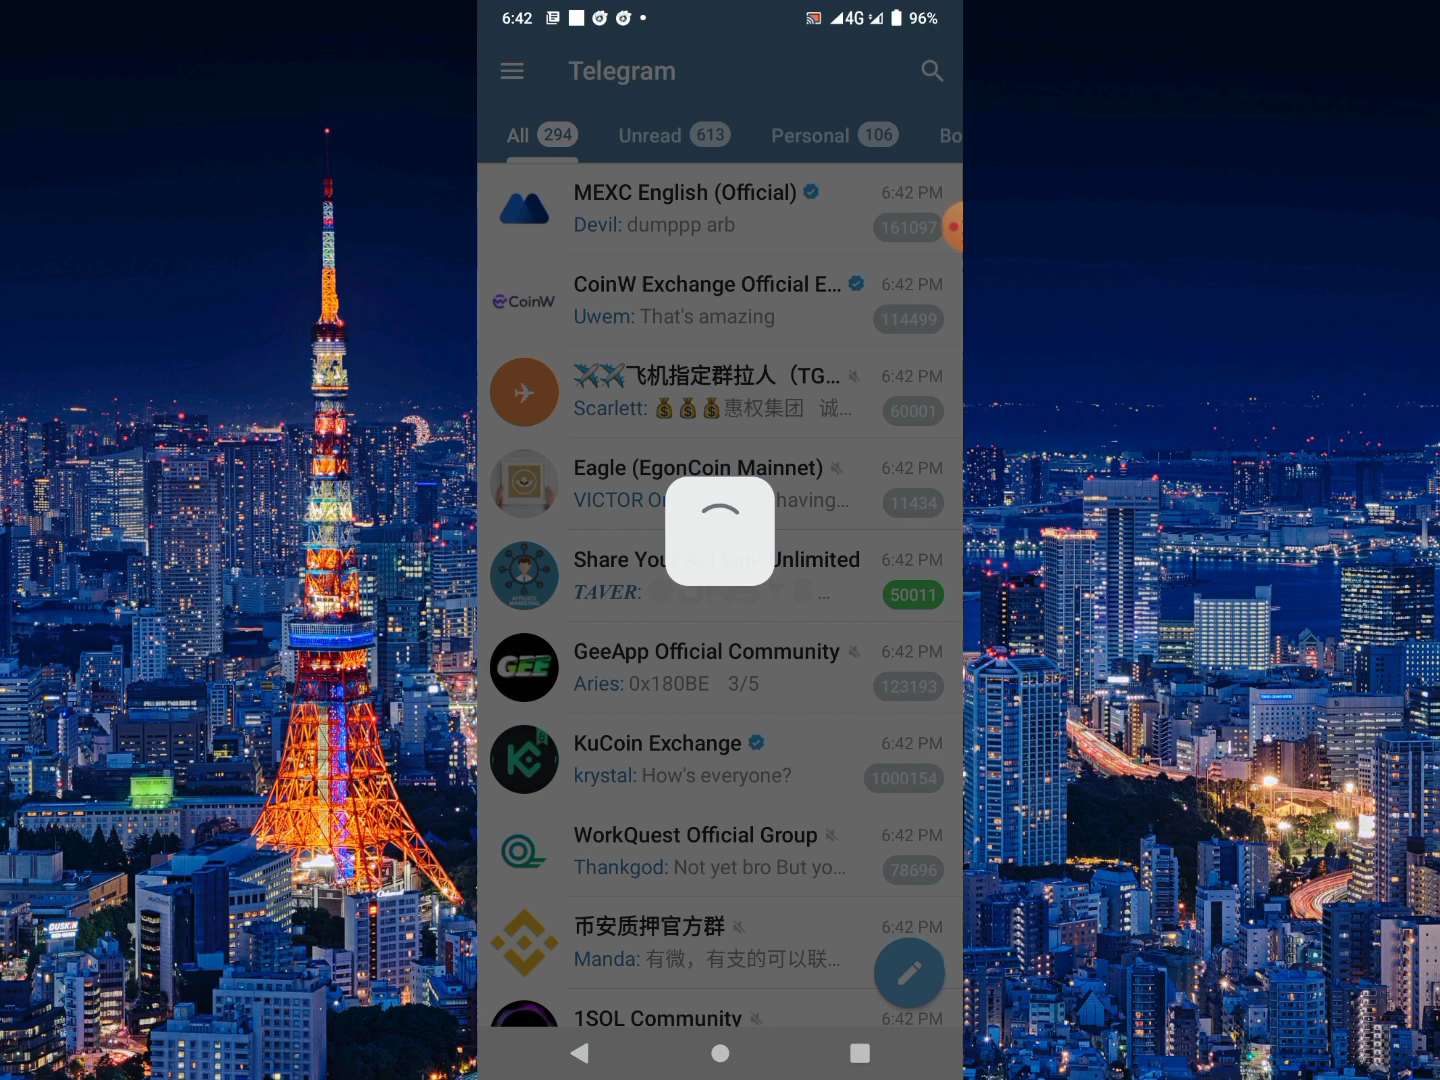 6:42
4G
96%
Telegram
All 294
Unread 613
Personal 106
Bo
MEXC English (Official)
6:42 PM
Devil: dumppp arb
161097
CoinW
CoinW Exchange Official E...
6:42 PM
Uwem: That's amazing
114499
✈️✈️飞机指定群拉人（TG...
6:42 PM
Scarlett: 💰💰💰惠权集团 诚...
60001
Eagle (EgonCoin Mainnet)
6:42 PM
VICTOR
having...
11434
Share
Unlimited
6:42 PM
TAVER:
...
50011
GEE
GeeApp Official Community
6:42 PM
Aries: 0x180BE 3/5
123193
KuCoin Exchange
6:42 PM
krystal: How's everyone?
1000154
WorkQuest Official Group
6:42 PM
Thankgod: Not yet bro But yo...
78696
币安质押官方群
6:42 PM
Manda: 有微，有支的可以联...
1SOL Community
6:42 PM
DUSKIN